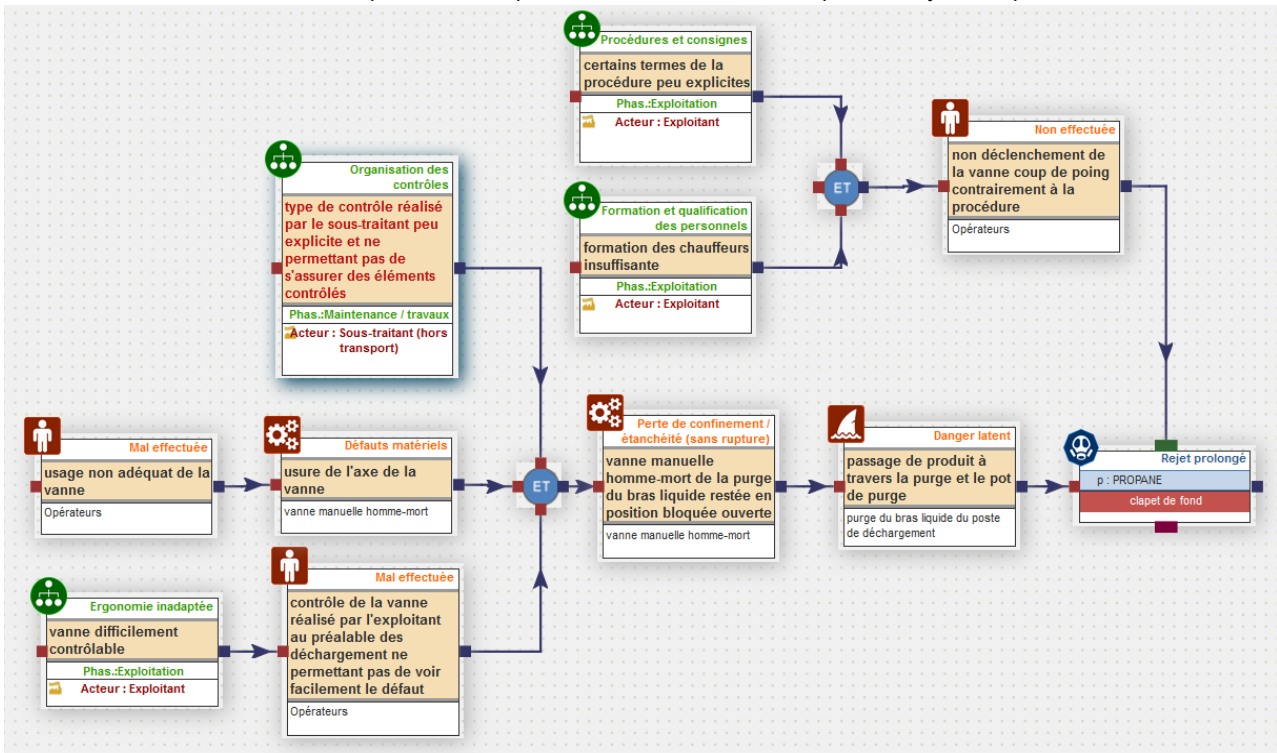 Procédures et consignes
certains termes de la
procédure peu explicites
Phas.:Exploitation
Acteur : Exploitant
Non effectuée
non déclenchement de
la vanne coup de poing
contrairement à la
procédure
Opérateurs
ET
Organisation des
contrôles
type de contrôle réalisé
par le sous-traitant peu
explicite et ne
permettant pas de
s'assurer des éléments
contrôlés
Phas.:Maintenance / travaux
Acteur : Sous-traitant (hors
transport)
Formation et qualification
des personnels
formation des chauffeurs
insuffisante
Phas.:Exploitation
Acteur : Exploitant
Mal effectuée
usage non adéquat de la
vanne
Opérateurs
Défauts matériels
usure de l'axe de la
vanne
vanne manuelle homme-mort
ET
Perte de confinement /
étanchéité (sans rupture)
vanne manuelle
homme-mort de la purge
du bras liquide restée en
position bloquée ouverte
vanne manuelle homme-mort
Danger latent
passage de produit à
travers la purge et le pot
de purge
purge du bras liquide du poste
de déchargement
Rejet prolongé
p : PROPANE
clapet de fond
Ergonomie inadaptée
vanne difficilement
contrôlable
Phas.:Exploitation
Acteur : Exploitant
Mal effectuée
contrôle de la vanne
réalisé par l'exploitant
au préalable des
déchargement ne
permettant pas de voir
facilement le défaut
Opérateurs